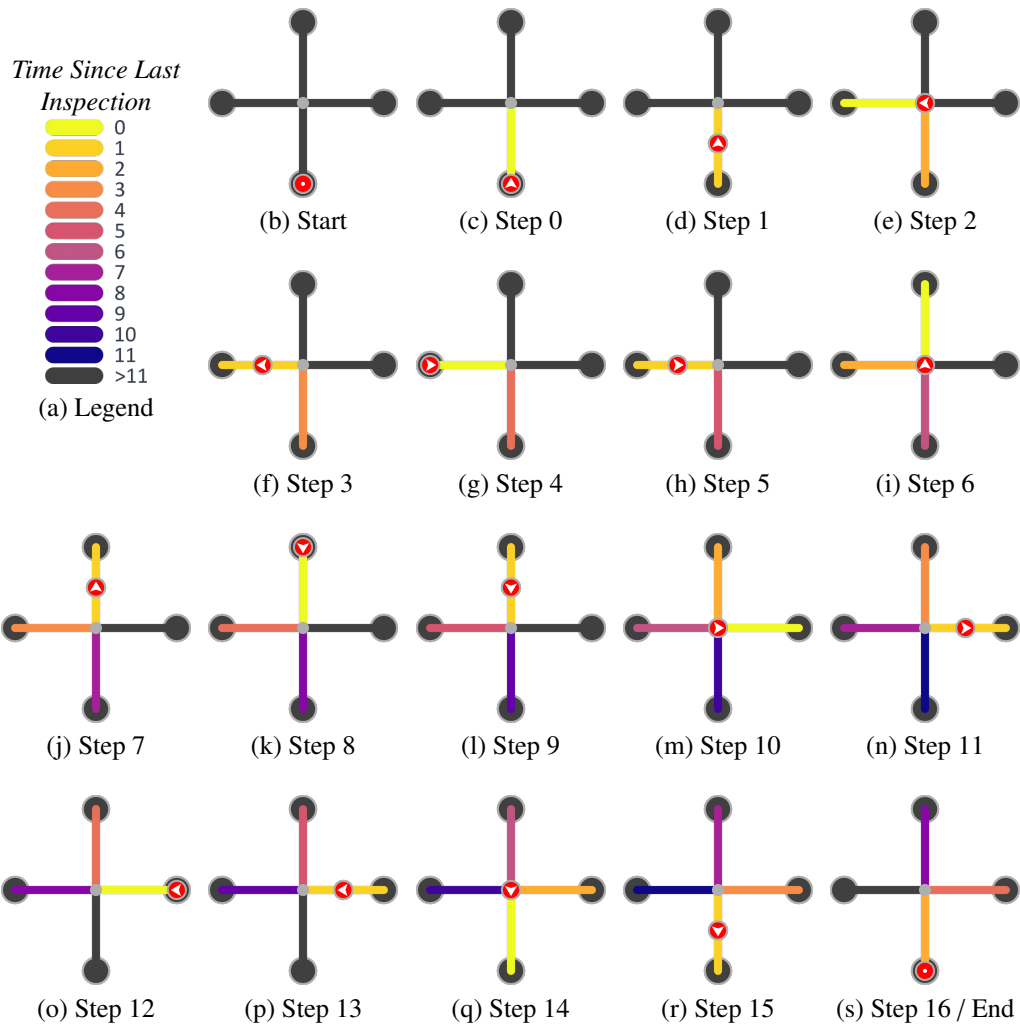 Time Since Last
Inspection
0
1
2
3
4
5
6
7
8
9
10
11
>11
(a) Legend
(b) Start
(c) Step 0
(d) Step 1
(e) Step 2
(f) Step 3
(g) Step 4
(h) Step 5
(i) Step 6
(j) Step 7
(k) Step 8
(l) Step 9
(m) Step 10
(n) Step 11
(o) Step 12
(p) Step 13
(q) Step 14
(r) Step 15
(s) Step 16 / End